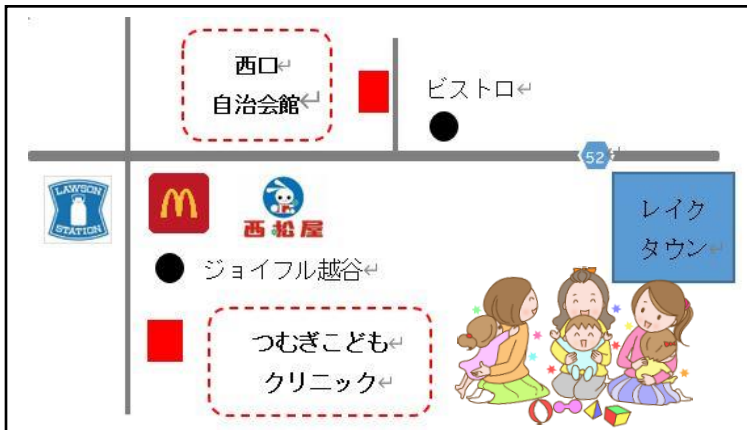 西口
自治会館
ビストロ
52
LAWSON
STATION
西松屋
レイク
タウン
ジョイフル越谷
つむぎこども
クリニック